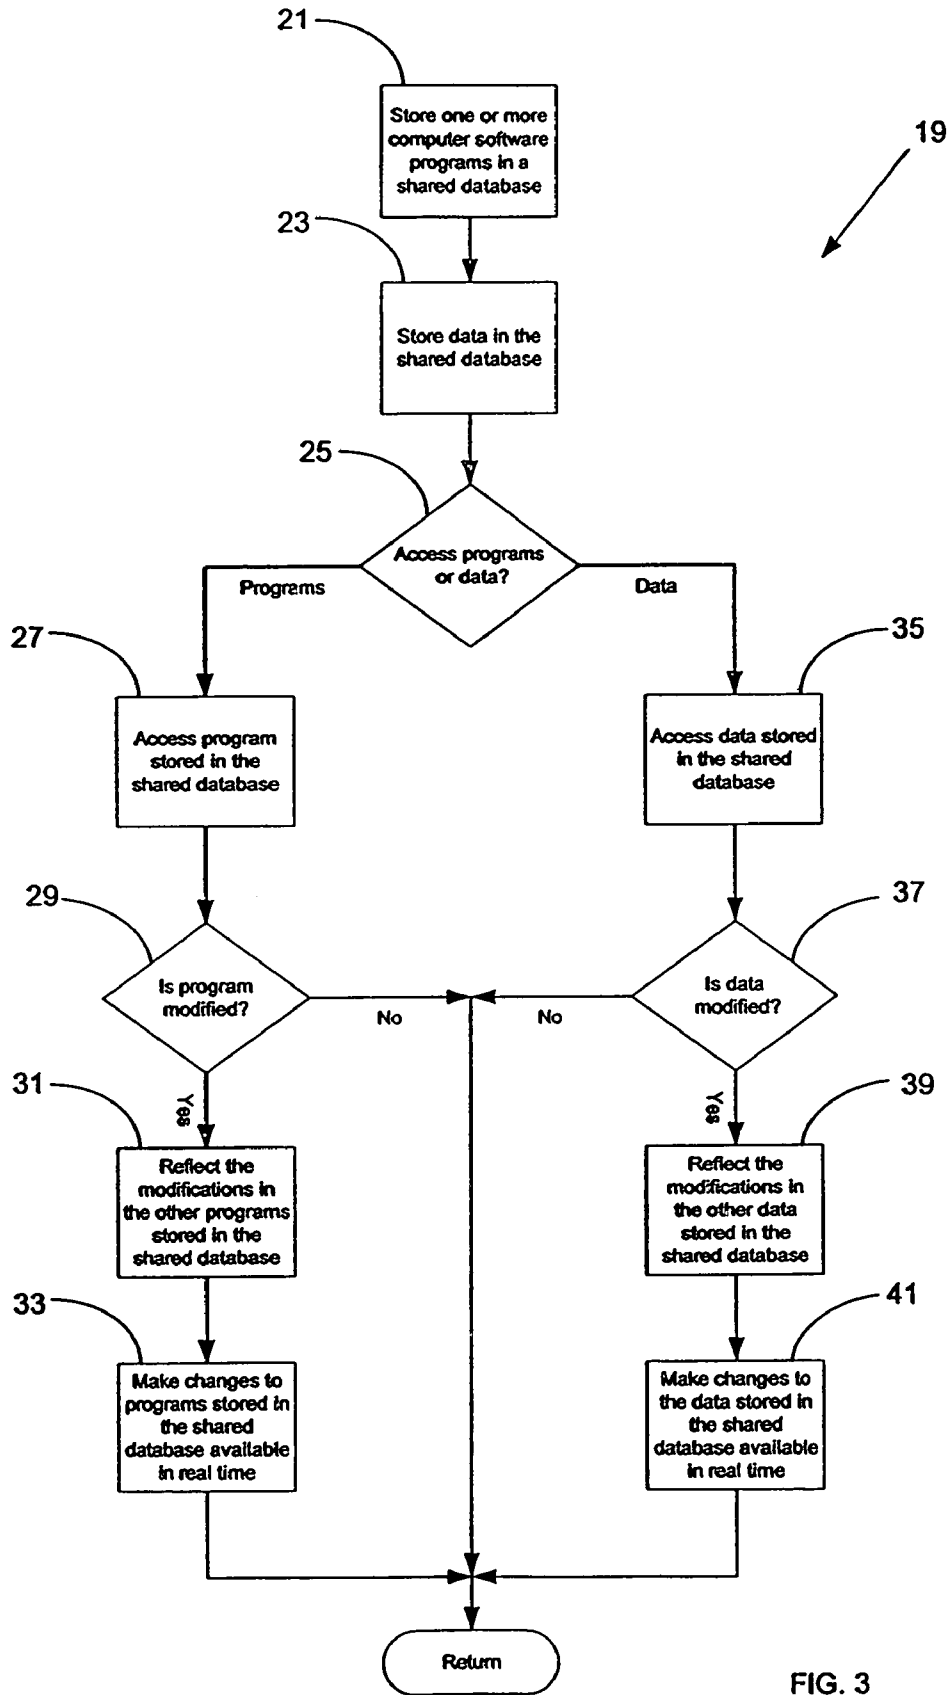 21
Store one or more
computer software
programs in a
shared database
19
23
Store data in the
shared database
25
Access programs
or data?
Programs
Data
27
Access program
stored in the
shared database
35
Access data stored
in the shared
database
29
Is program
modified?
No
37
Is data
modified?
No
Yes
31
Reflect the
modifications in
the other programs
stored in the
shared database
Yes
39
Reflect the
modifications in
the other data
stored in the
shared database
33
Make changes to
programs stored in
the shared
database available
in real time
41
Make changes to
the data stored in
the shared
database available
in real time
Return
FIG. 3